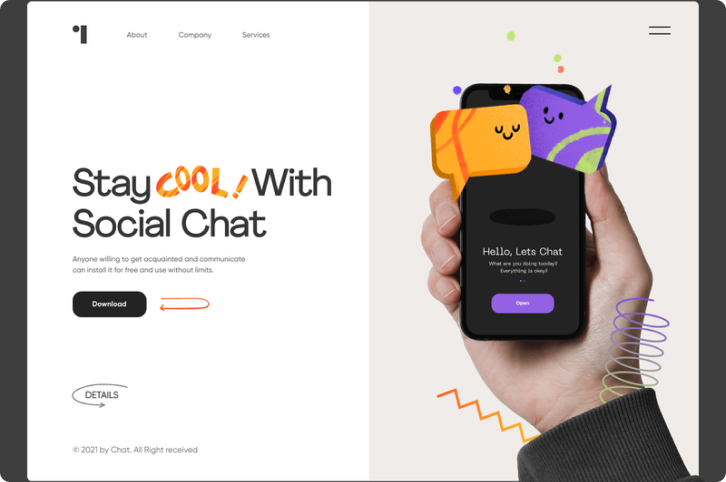 About Company Services
Stay COOL! With
Social Chat
Anyone willing to get acquainted and communicate
can install it for free and use without limits.
Download
DETAILS
© 2021 by Chat. All Right received
Hello, Lets Chat
What are you doing tooday?
Everything is okey?
Open